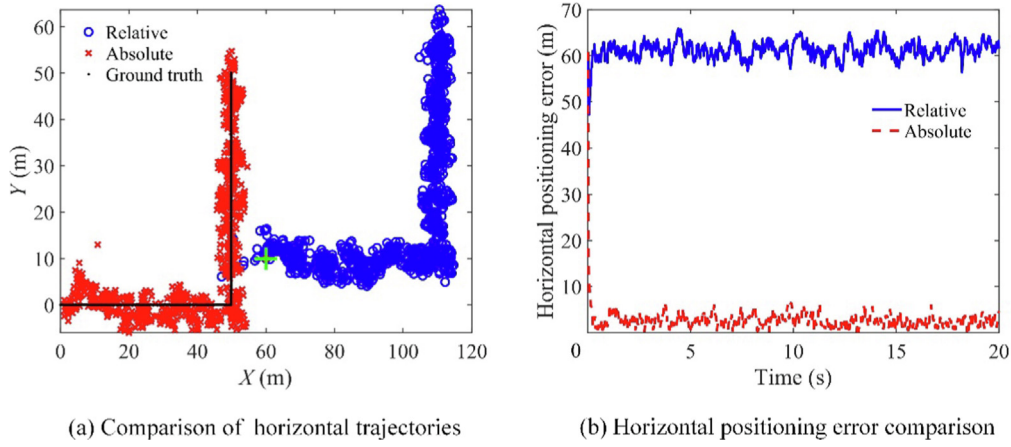 60
50
40
30
20
10
0
Y (m)
Relative
Absolute
Ground truth
0 20 40 60 80 100 120
X (m)
(a) Comparison of horizontal trajectories
70
60
50
40
30
20
10
0
Horizontal positioning error (m)
Relative
Absolute
5 10 15 20
Time (s)
(b) Horizontal positioning error comparison